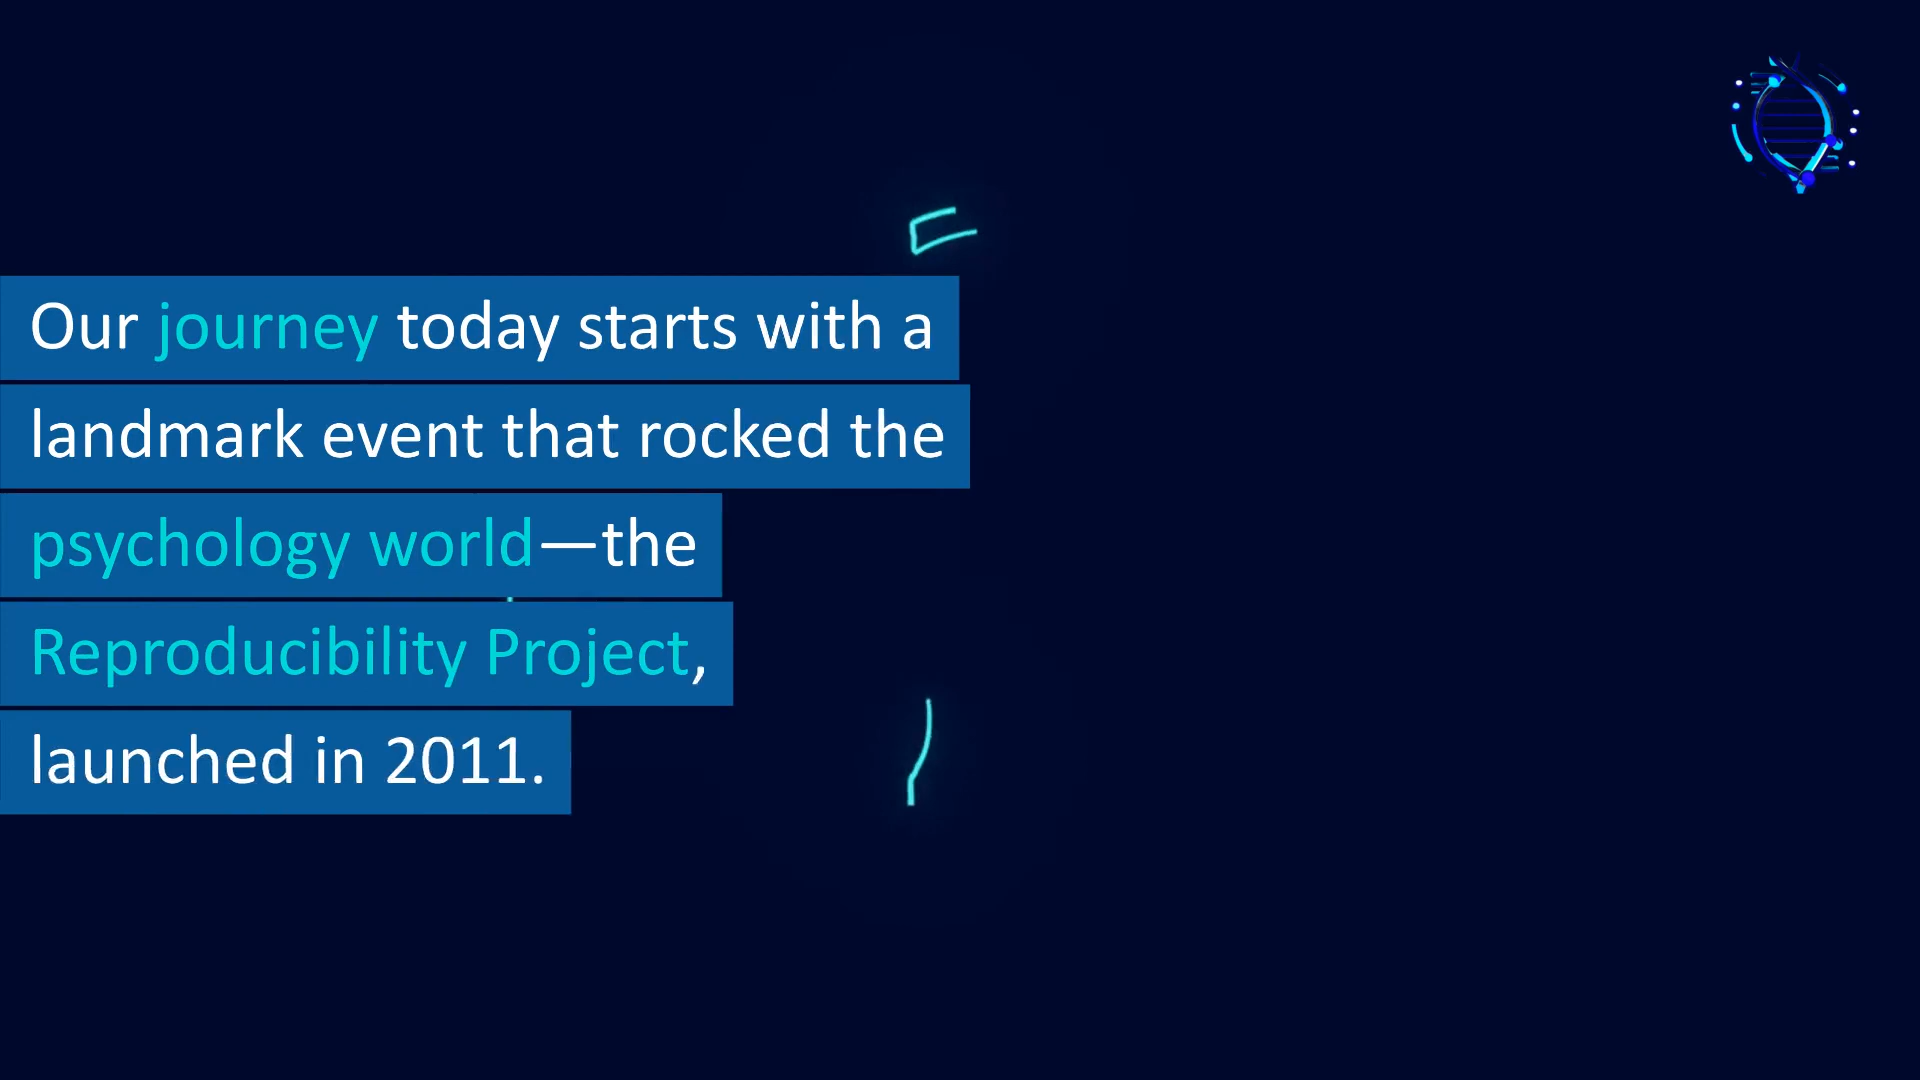 Our journey today starts with a
landmark event that rocked the
psychology world—the
Reproducibility Project,
launched in 2011.